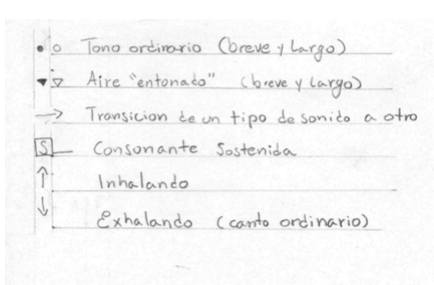 ● ○ Tono ordinario (breve y Largo)
▼ ▽ Aire "entonado" (breve y Largo)
→ Transicion de un tipo de sonido a otro
S Consonante Sostenida
↑ Inhalando
↓ Exhalando (canto ordinario)